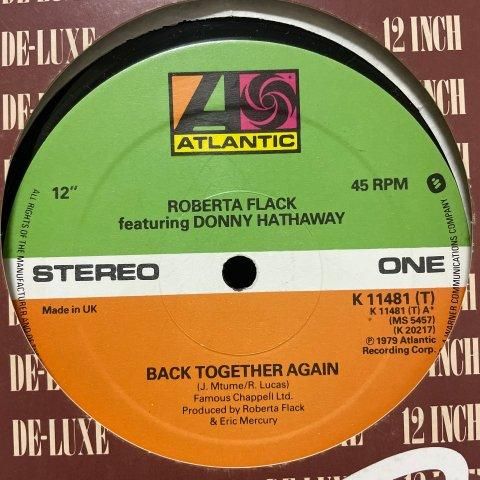 DE-LUXE
12 INCH
ATLANTIC
12"
45 RPM
ROBERTA FLACK
featuring DONNY HATHAWAY
STEREO
ONE
Made in UK
K 11481 (T)
K 11481 (T) A*
(MS 5457)
(K 20217)
℗ 1979 Atlantic
Recording Corp.
BACK TOGETHER AGAIN
(J. Mtume/R. Lucas)
Famous Chappell Ltd.
Produced by Roberta Flack
& Eric Mercury
ALL RIGHTS OF THE MANUFACTURER AND
WARNER COMMUNICATIONS COMPANY
DE-LUXE
12 INCH